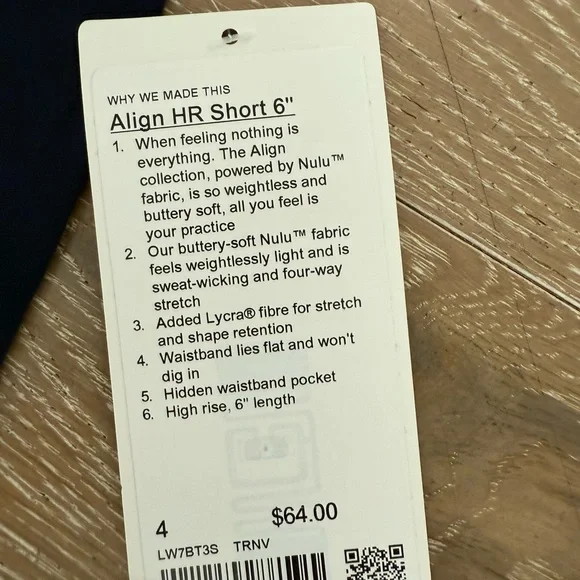 WHY WE MADE THIS
Align HR Short 6"
1. When feeling nothing is
everything. The Align
collection, powered by Nulu™
fabric, is so weightless and
buttery soft, all you feel is
your practice
2. Our buttery-soft Nulu™ fabric
feels weightlessly light and is
sweat-wicking and four-way
stretch
3. Added Lycra® fibre for stretch
and shape retention
4. Waistband lies flat and won't
dig in
5. Hidden waistband pocket
6. High rise, 6" length
4 $64.00
LW7BT3S TRNV